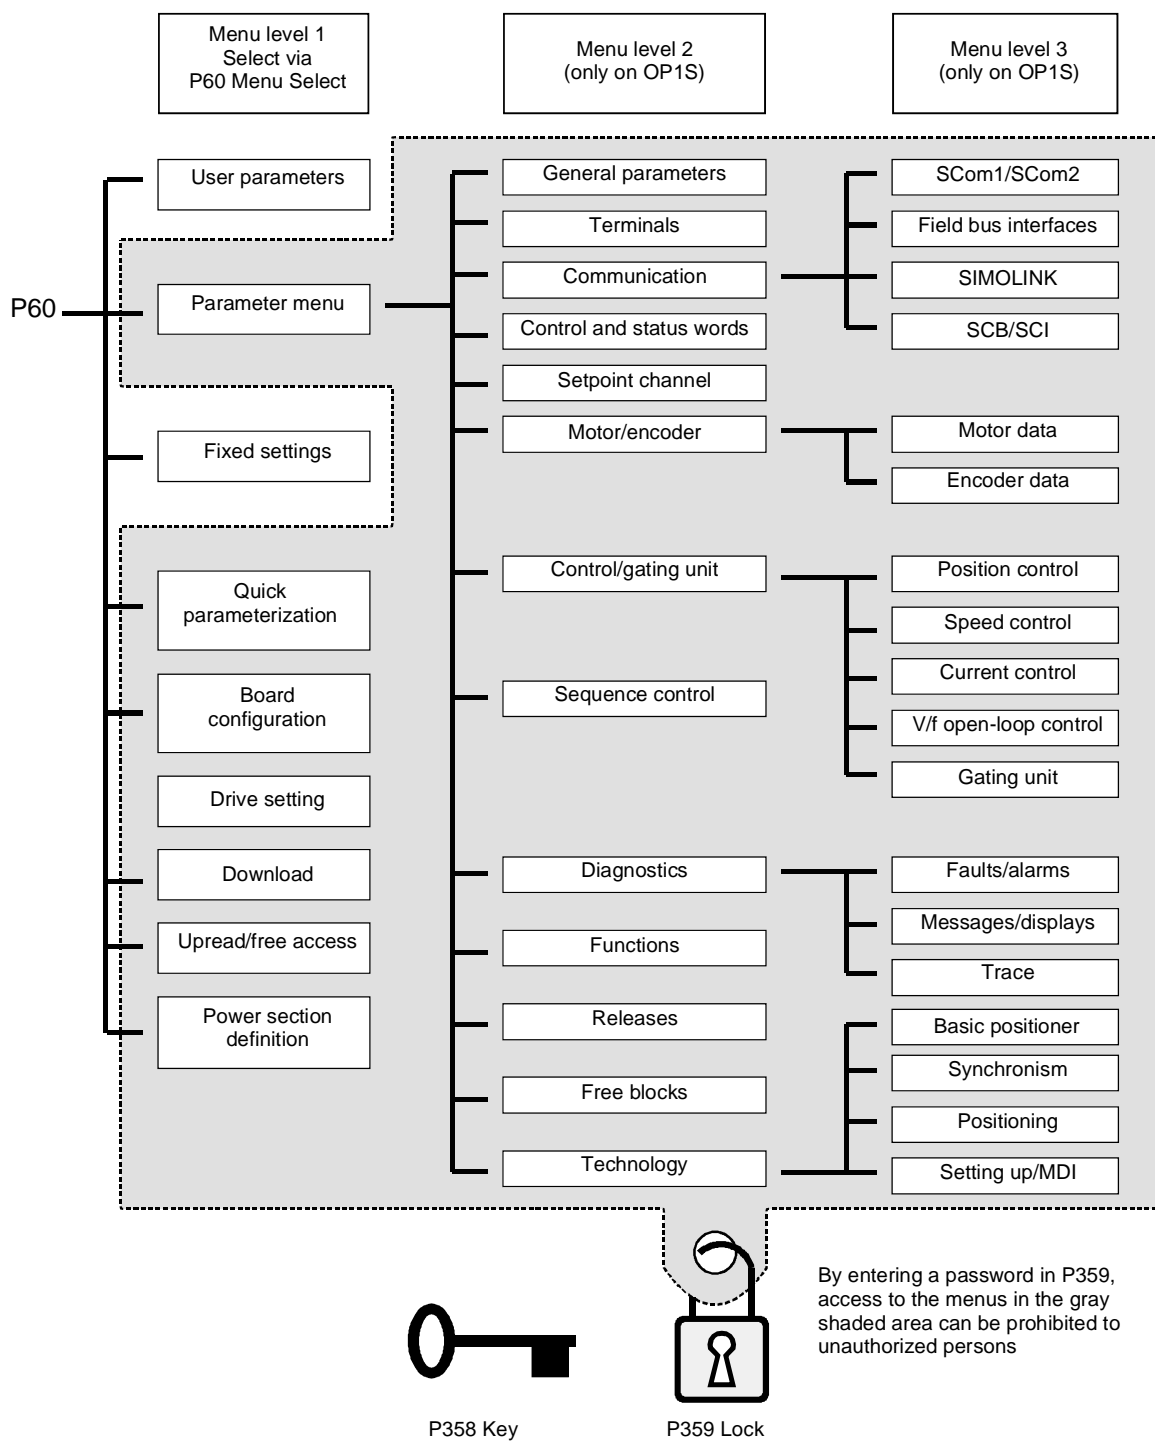 Menu level 1
Select via
P60 Menu Select
Menu level 2
(only on OP1S)
Menu level 3
(only on OP1S)
User parameters
General parameters
SCom1/SCom2
Terminals
Field bus interfaces
Communication
SIMOLINK
P60
Parameter menu
Control and status words
SCB/SCI
Setpoint channel
Motor/encoder
Motor data
Fixed settings
Encoder data
Control/gating unit
Position control
Quick
parameterization
Speed control
Current control
Board
configuration
Sequence control
V/f open-loop control
Gating unit
Drive setting
Download
Diagnostics
Faults/alarms
Messages/displays
Upread/free access
Functions
Trace
Power section
definition
Releases
Basic positioner
Synchronism
Free blocks
Positioning
Technology
Setting up/MDI
By entering a password in P359,
access to the menus in the gray
shaded area can be prohibited to
unauthorized persons
P358 Key
P359 Lock